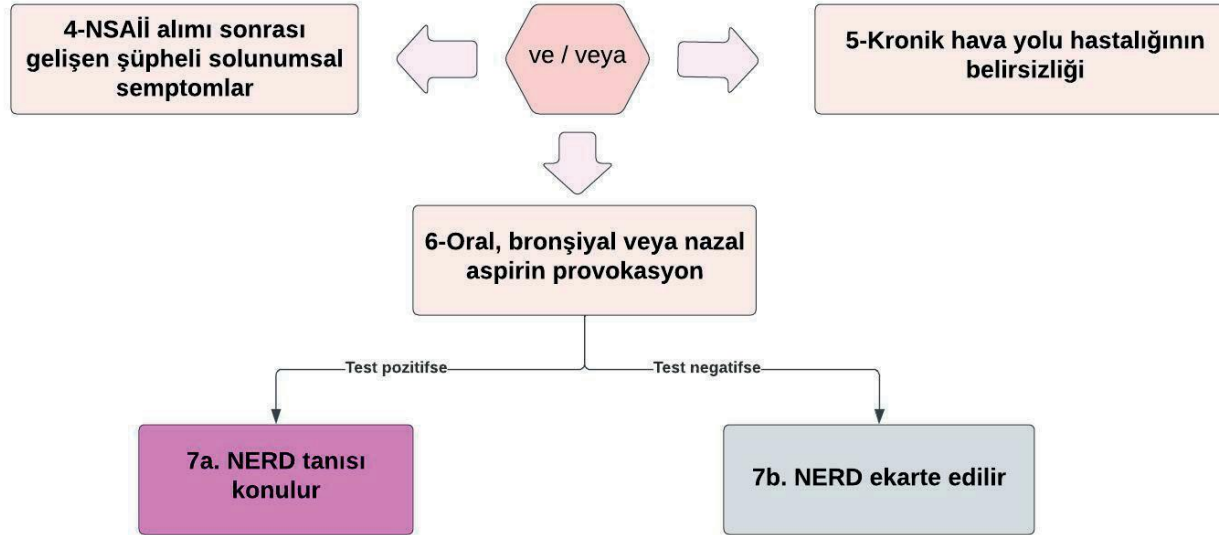 4-NSAİİ alımı sonrası
gelişen şüpheli solunumsal
semptomlar
ve / veya
5-Kronik hava yolu hastalığının
belirsizliği
6-Oral, bronşiyal veya nazal
aspirin provokasyon
Test pozitifse
Test negatifse
7a. NERD tanısı
konulur
7b. NERD ekarte edilir